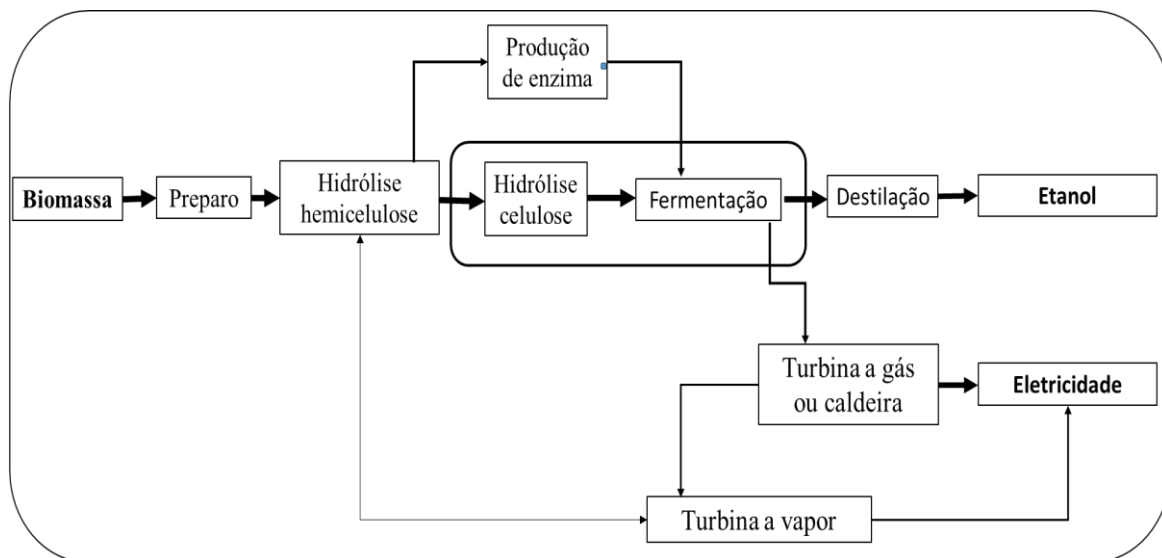 Produção
de enzima
Biomassa
Preparo
Hidrólise
hemicelulose
Hidrólise
celulose
Fermentação
Destilação
Etanol
Turbina a gás
ou caldeira
Eletricidade
Turbina a vapor